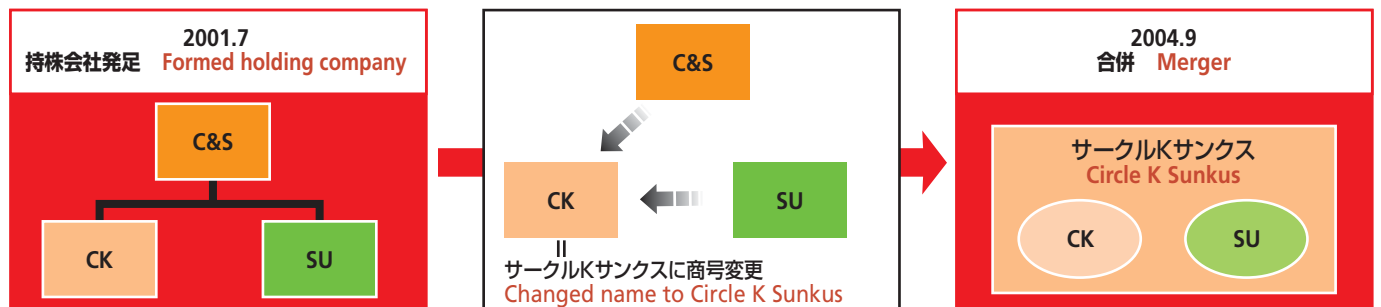 2001.7
持株会社発足 Formed holding company
C&S
CK
SU
C&S
CK
SU
=
サークルKサンクスに商号変更
Changed name to Circle K Sunkus
2004.9
合併 Merger
サークルKサンクス
Circle K Sunkus
CK
SU